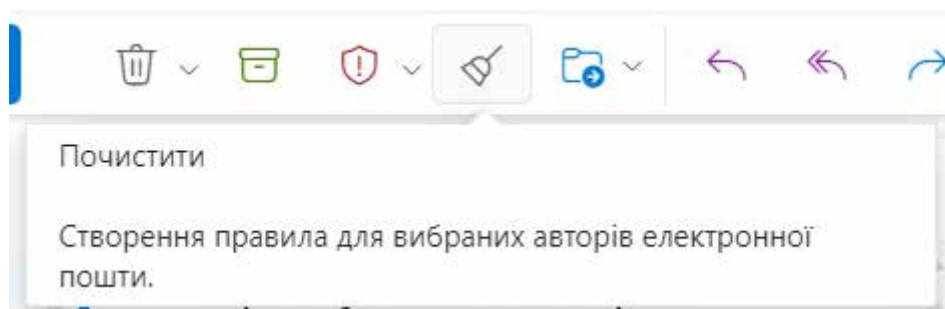 Почистити
Створення правила для вибраних авторів електронної
пошти.